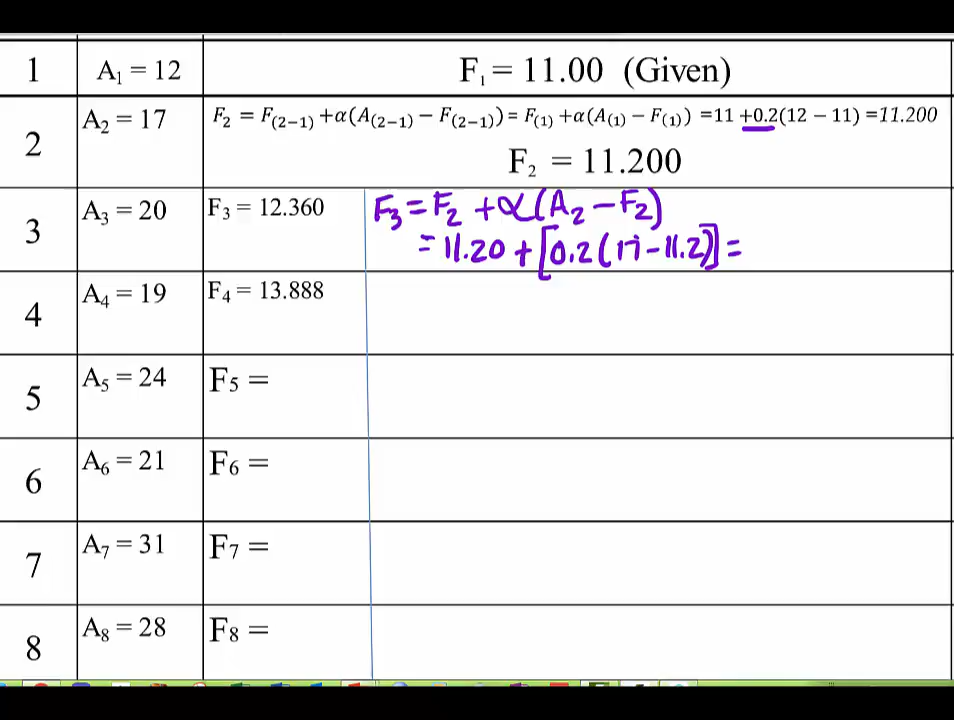 1 A₁ = 12 F₁ = 11.00 (Given)
2 A₂ = 17 F₂ = F₍₂₋₁₎ +α(A₍₂₋₁₎ − F₍₂₋₁₎) = F₍₁₎ +α(A₍₁₎ − F₍₁₎) =11 +0.2(12 − 11) =11.200
F₂ = 11.200
3 A₃ = 20 F₃ = 12.360 F₃ = F₂ +α(A₂ − F₂)
= 11.20 + [0.2(17 − 11.2)] =
4 A₄ = 19 F₄ = 13.888
5 A₅ = 24 F₅ =
6 A₆ = 21 F₆ =
7 A₇ = 31 F₇ =
8 A₈ = 28 F₈ =